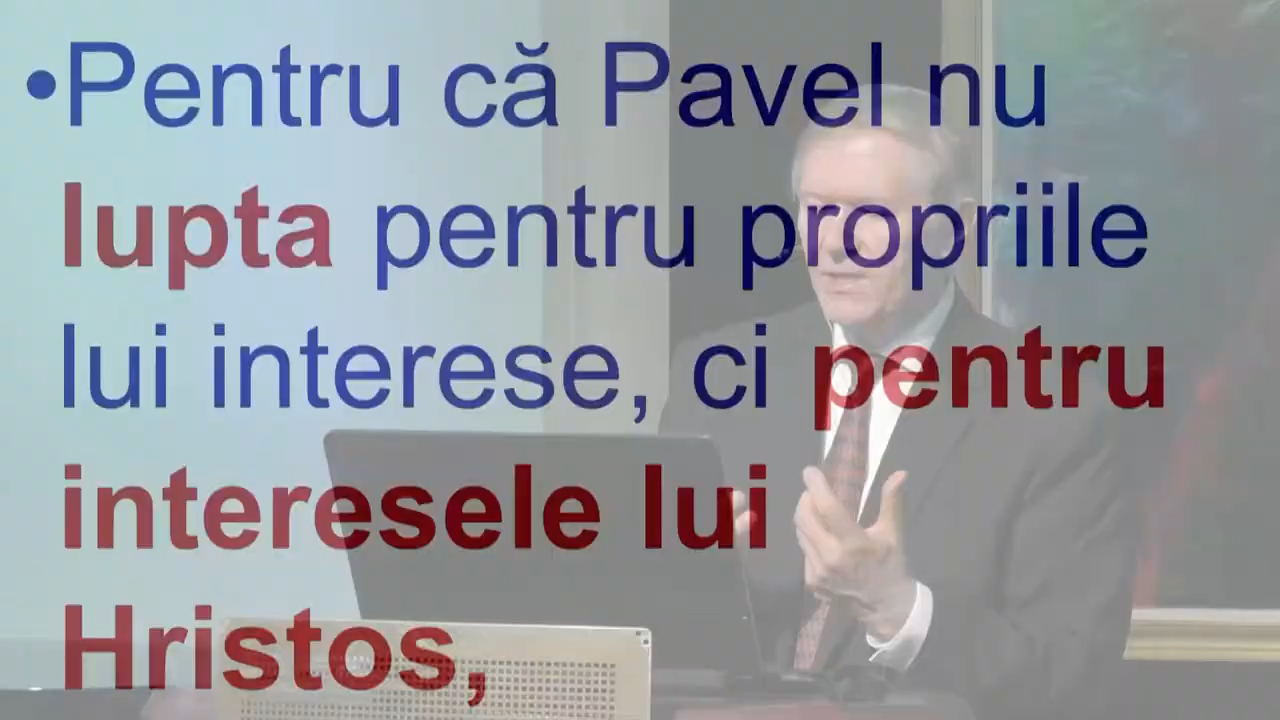 •Pentru că Pavel nu
lupta pentru propriile
lui interese, ci pentru
interesele lui
Hristos,